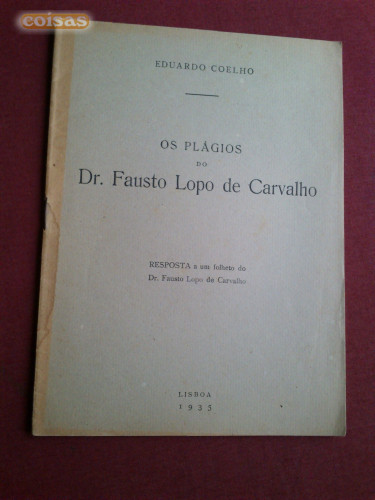 coisas
EDUARDO COELHO
OS PLÁGIOS
DO
Dr. Fausto Lopo de Carvalho
RESPOSTA a um folheto do
Dr. Fausto Lopo de Carvalho
LISBOA
1935